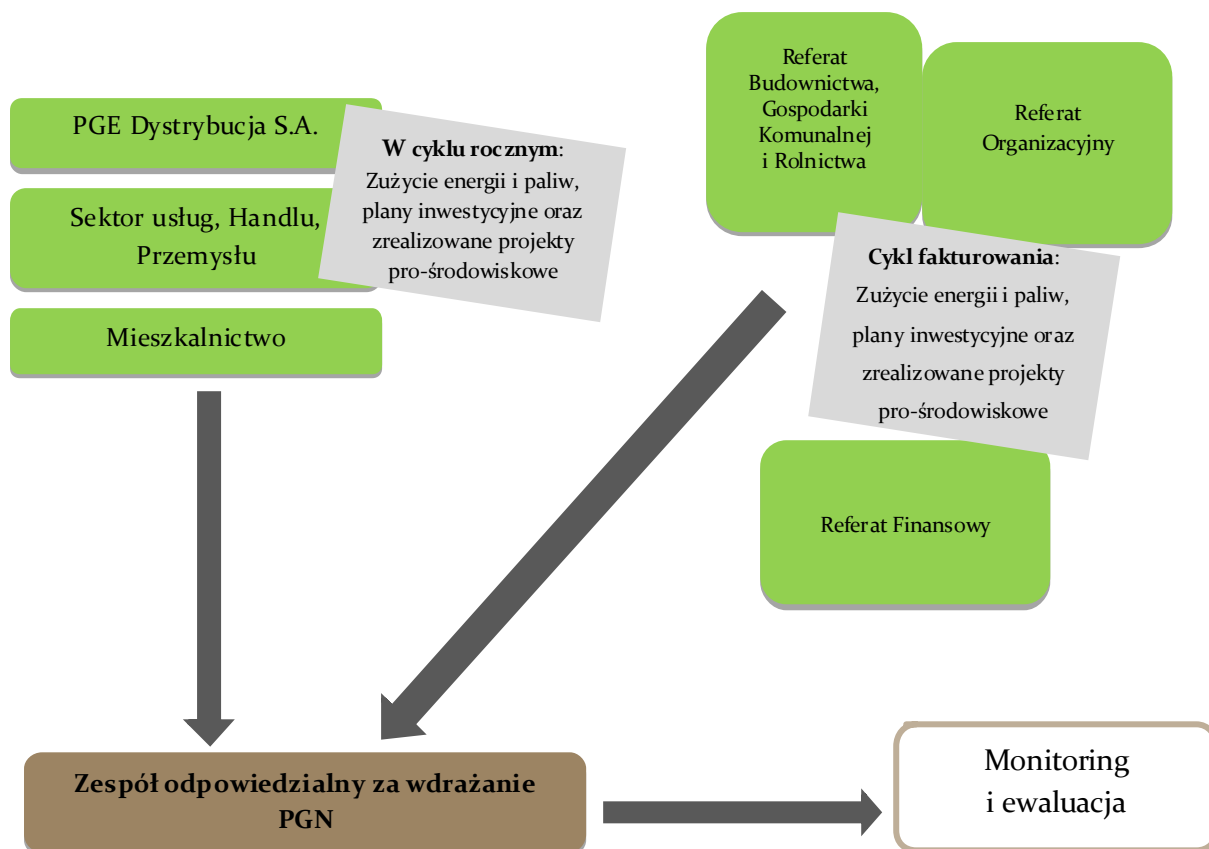 PGE Dystrybucja S.A.
Sektor usług, Handlu,
Przemysłu
Mieszkalnictwo
W cyklu rocznym:
Zużycie energii i paliw,
plany inwestycyjne oraz
zrealizowane projekty
pro-środowiskowe
Referat
Budownictwa,
Gospodarki
Komunalnej
i Rolnictwa
Referat
Organizacyjny
Cykl fakturowania:
Zużycie energii i paliw,
plany inwestycyjne oraz
zrealizowane projekty
pro-środowiskowe
Referat Finansowy
Zespół odpowiedzialny za wdrażanie
PGN
Monitoring
i ewaluacja